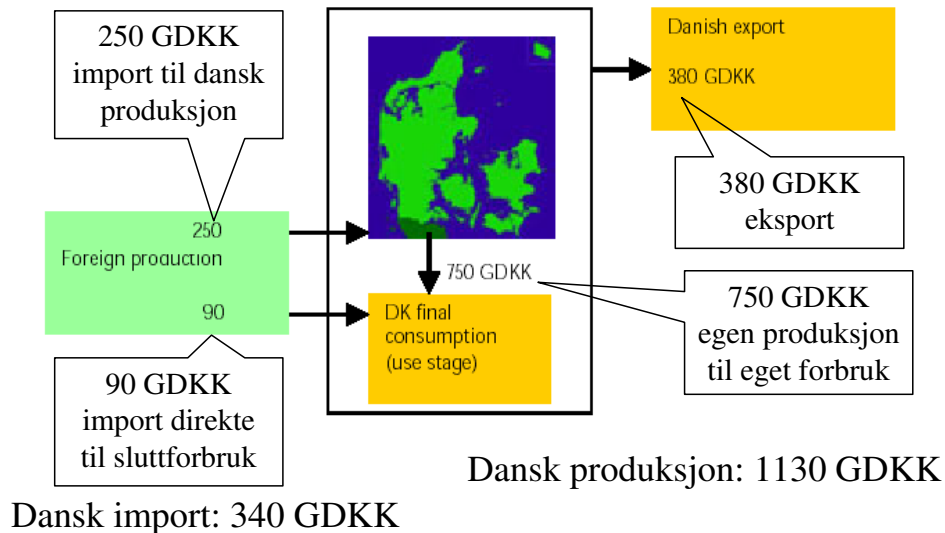 250 GDKK
import til dansk
produksjon
Danish export
380 GDKK
380 GDKK
eksport
250
Foreign production
90
750 GDKK
DK final
consumption
(use stage)
750 GDKK
egen produksjon
til eget forbruk
90 GDKK
import direkte
til sluttforbruk
Dansk produksjon: 1130 GDKK
Dansk import: 340 GDKK